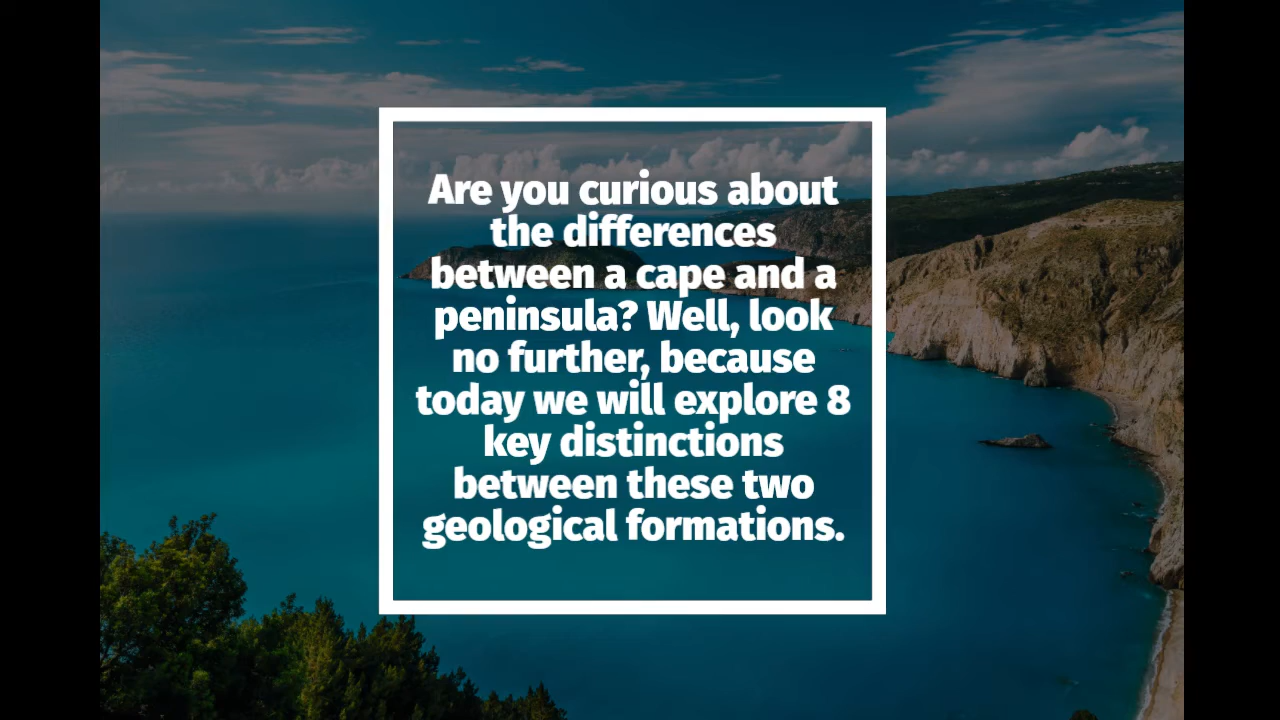 Are you curious about
the differences
between a cape and a
peninsula? Well, look
no further, because
today we will explore 8
key distinctions
between these two
geological formations.